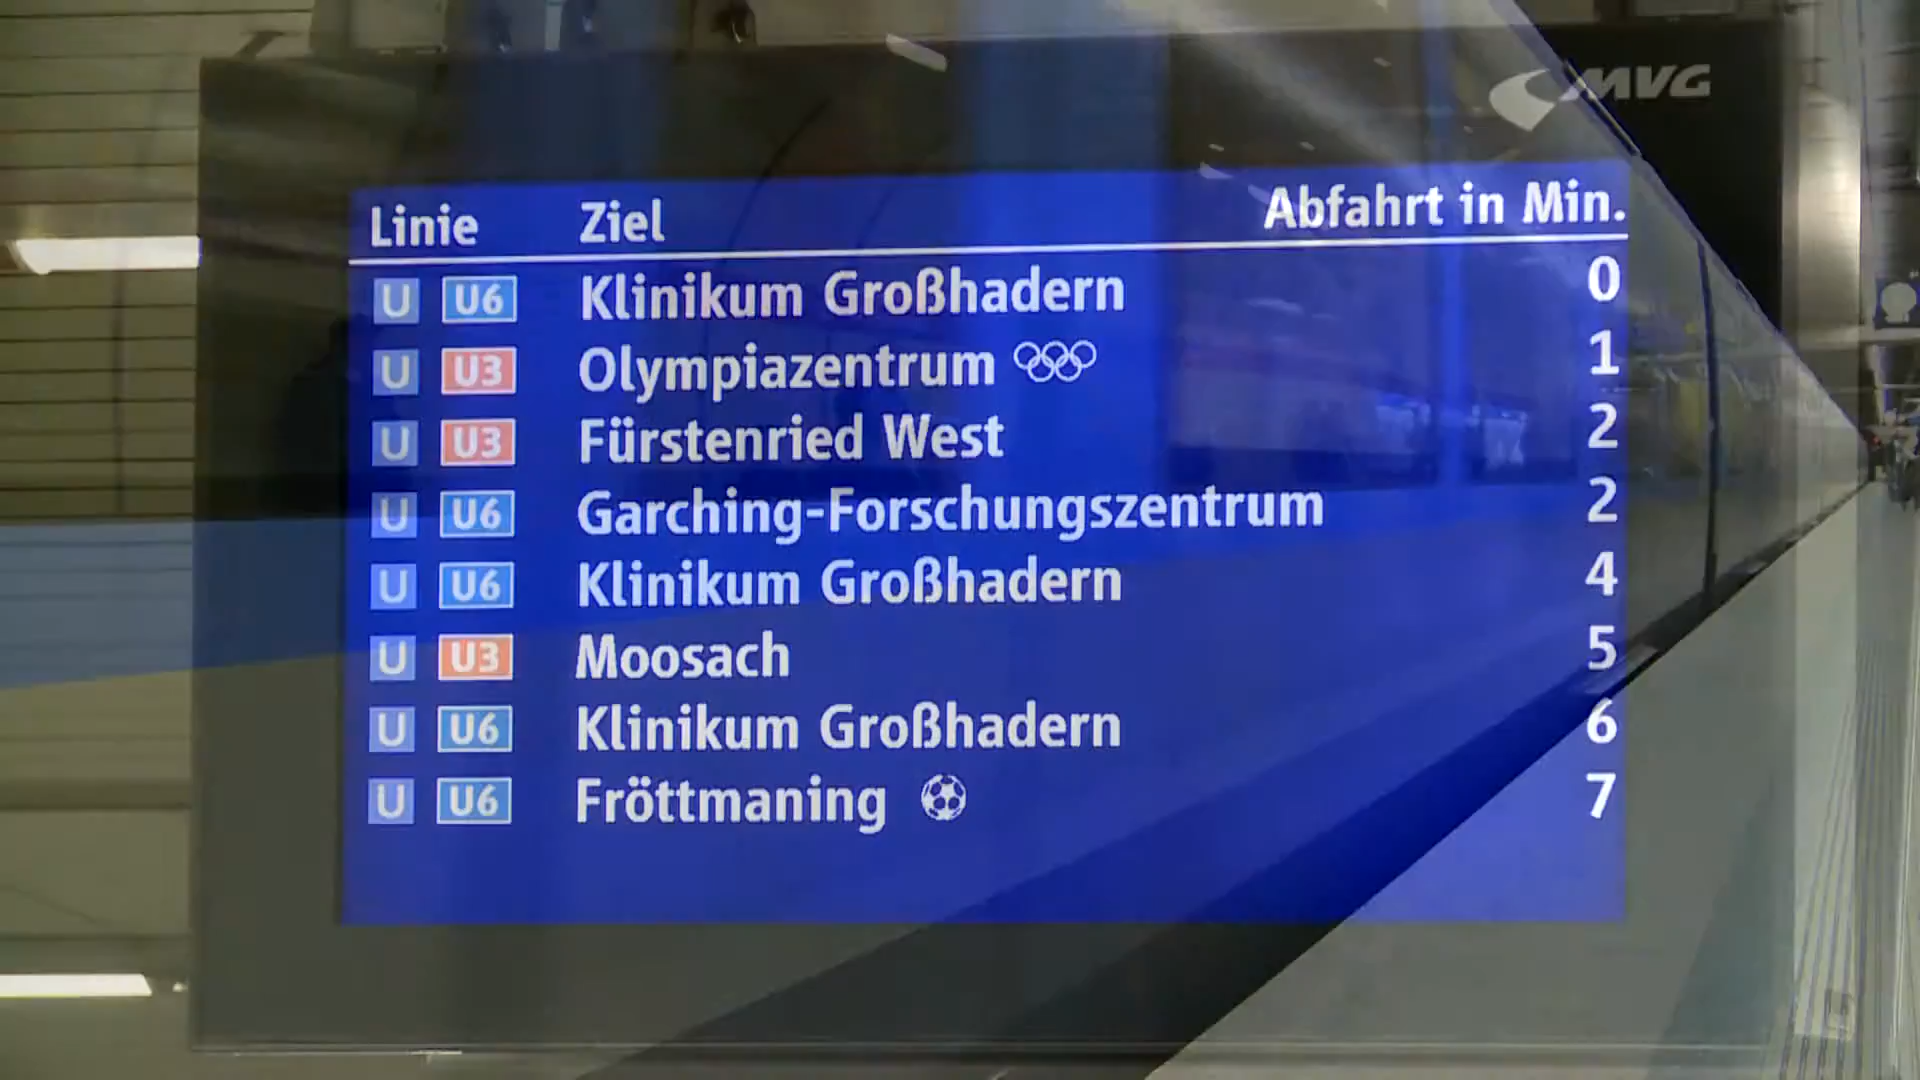 MVG
Linie Ziel Abfahrt in Min.
U U6 Klinikum Großhadern 0
U U3 Olympiazentrum 1
U U3 Fürstenried West 2
U U6 Garching-Forschungszentrum 2
U U6 Klinikum Großhadern 4
U U3 Moosach 5
U U6 Klinikum Großhadern 6
U U6 Fröttmaning 7